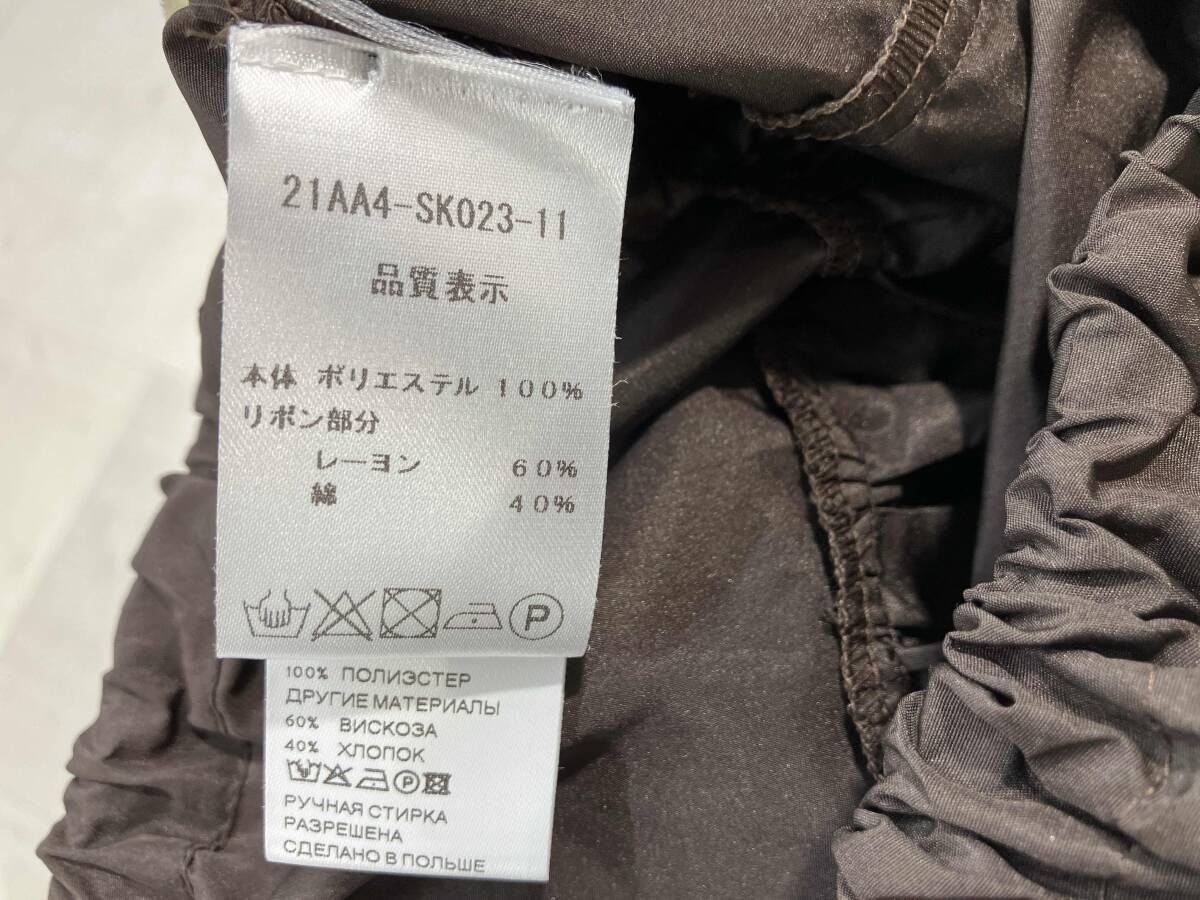 21AA4-SK023-11
品質表示
本体 ポリエステル 100%
リボン部分
レーヨン 60%
綿 40%
P
100% ПОЛИЭСТЕР
ДРУГИЕ МАТЕРИАЛЫ
60% ВИСКОЗА
40% ХЛОПОК
P
РУЧНАЯ СТИРКА
РАЗРЕШЕНА
СДЕЛАНО В ПОЛЬШЕ